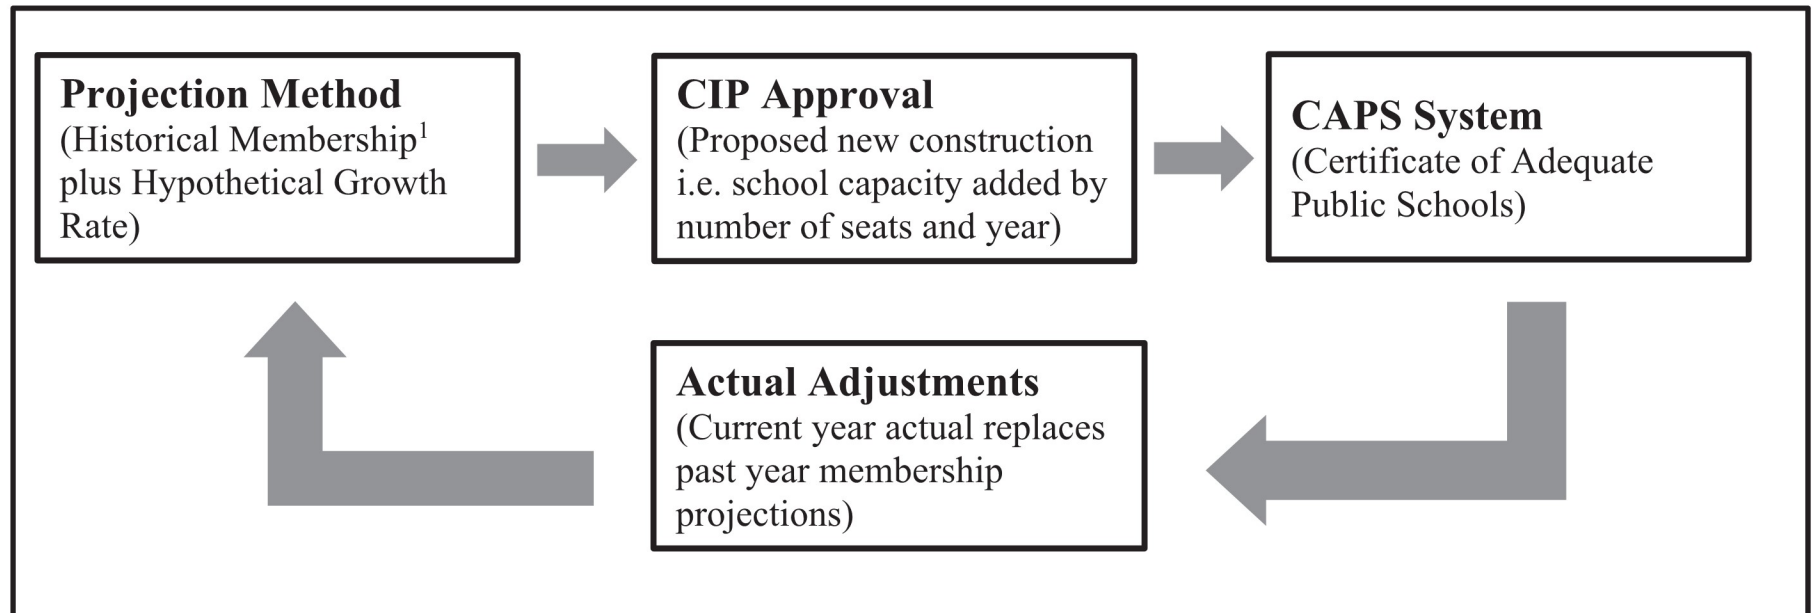 Projection Method
(Historical Membership¹
plus Hypothetical Growth
Rate)
CIP Approval
(Proposed new construction
i.e. school capacity added by
number of seats and year)
CAPS System
(Certificate of Adequate
Public Schools)
Actual Adjustments
(Current year actual replaces
past year membership
projections)